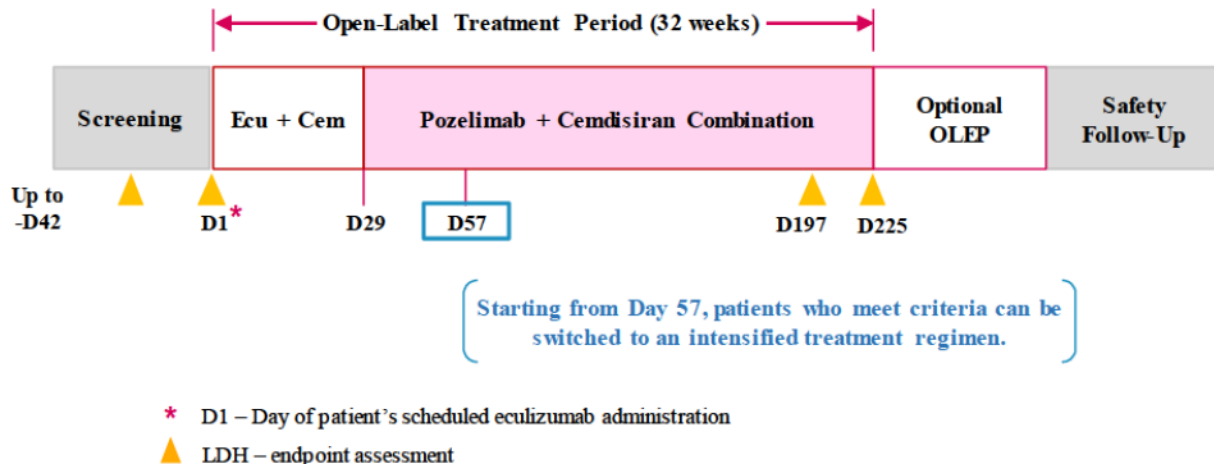 Open-Label Treatment Period (32 weeks)
Screening
Ecu + Cem
Pozelimab + Cemdisiran Combination
Optional
OLEP
Safety
Follow-Up
Up to
-D42
D1*
D29
D57
D197
D225
Starting from Day 57, patients who meet criteria can be
switched to an intensified treatment regimen.
* D1 – Day of patient's scheduled eculizumab administration
LDH – endpoint assessment